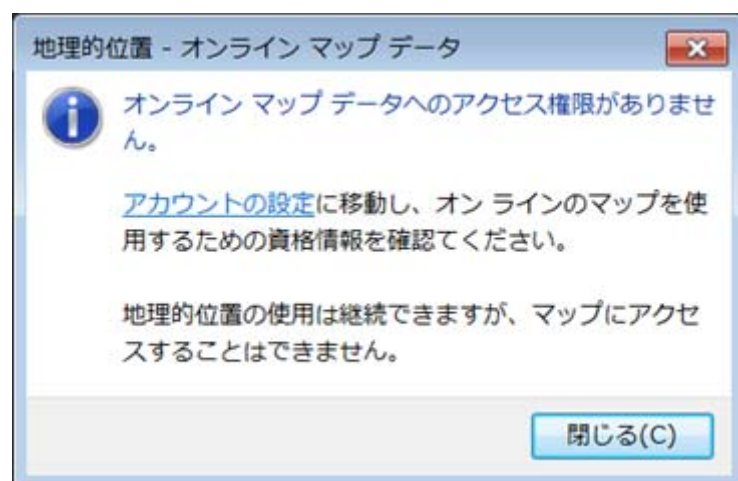 地理的位置 - オンライン マップ データ
オンライン マップ データへのアクセス権限がありませ
ん。
アカウントの設定に移動し、オン ラインのマップを使
用するための資格情報を確認てください。
地理的位置の使用は継続できますが、マップにアクセ
スすることはできません。
閉じる(C)